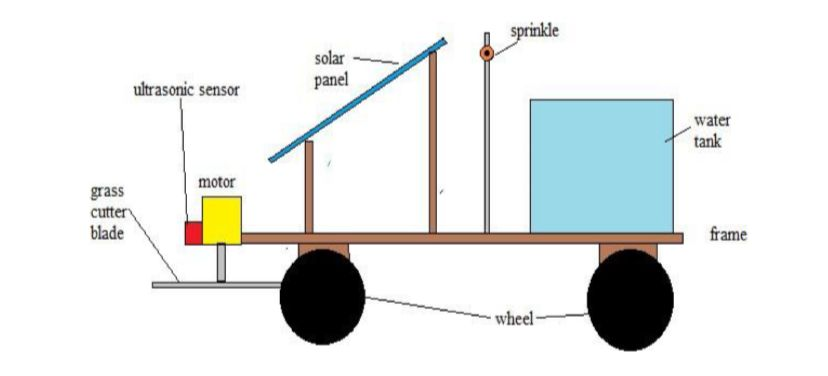 sprinkle
solar
panel
ultrasonic sensor
water
tank
motor
grass
cutter
blade
frame
wheel